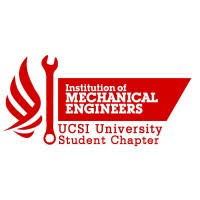 Institution of
MECHANICAL
ENGINEERS
UCSI University
Student Chapter